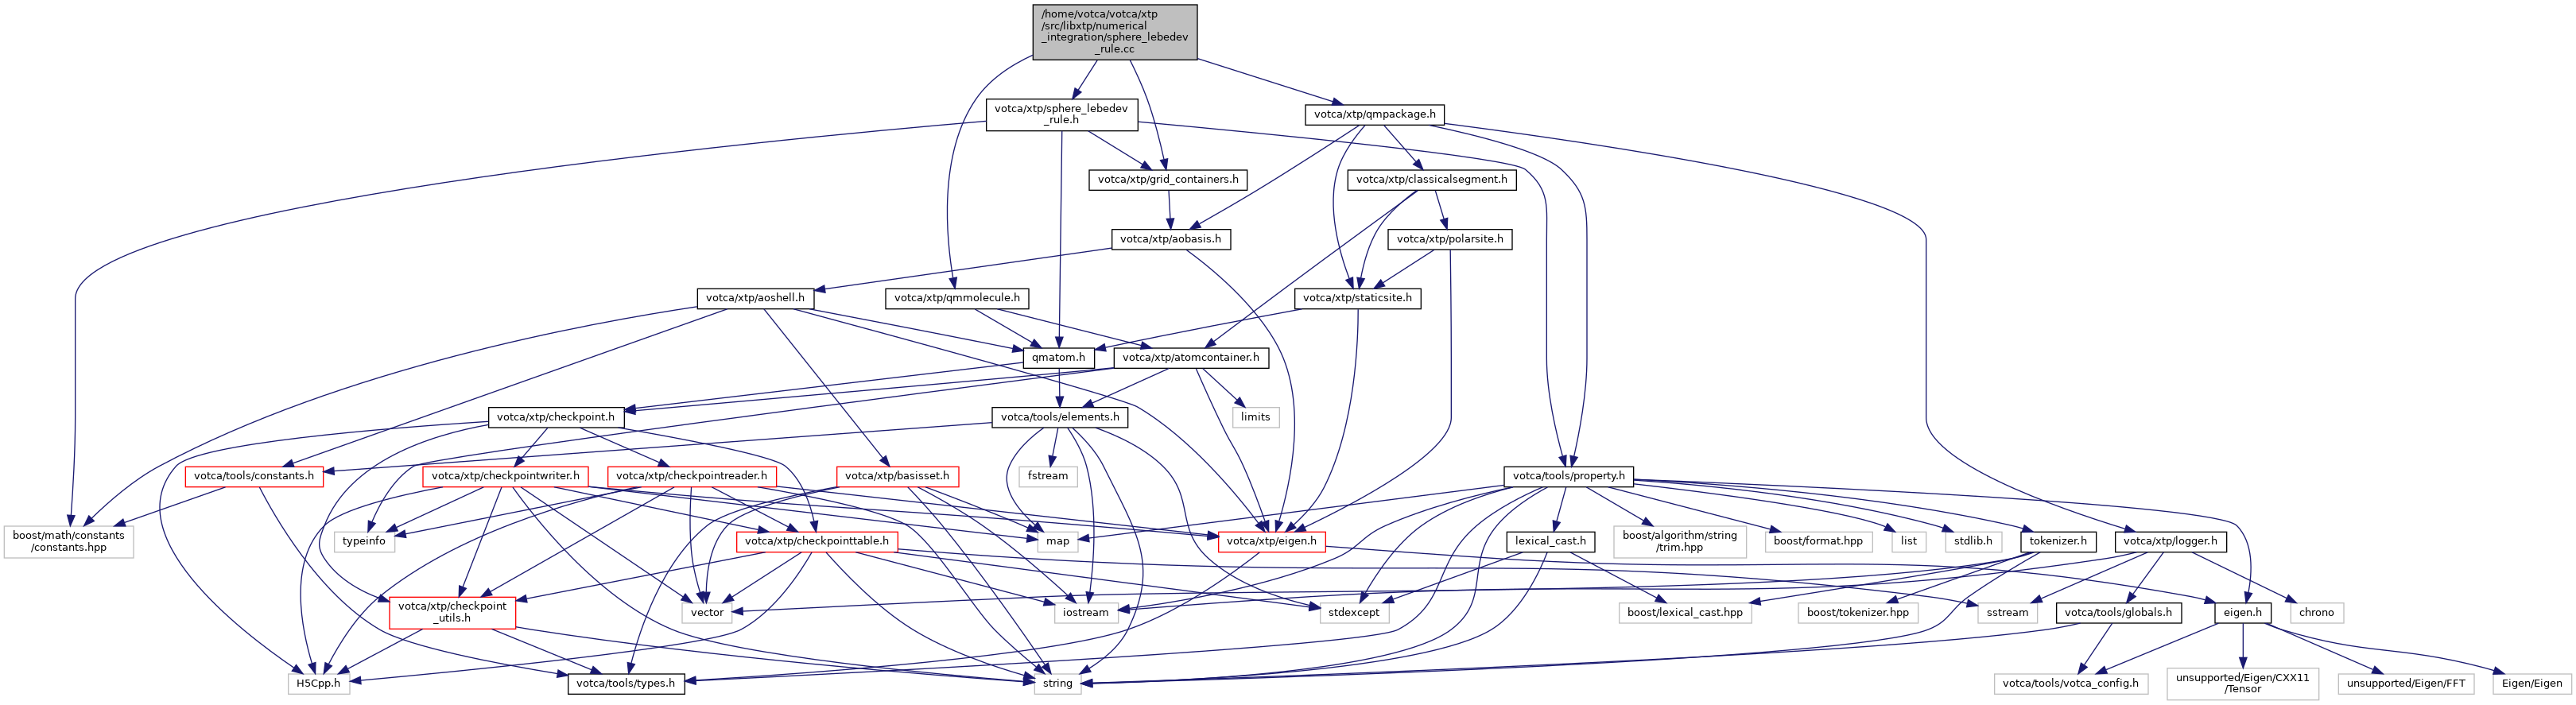 /home/votca/votca/xtp
/src/libxtp/numerical
_integration/sphere_lebedev
_rule.cc
votca/xtp/sphere_lebedev
_rule.h
votca/xtp/qmpackage.h
votca/xtp/grid_containers.h
votca/xtp/classicalsegment.h
votca/xtp/aobasis.h
votca/xtp/polarsite.h
votca/xtp/aoshell.h
votca/xtp/qmmolecule.h
votca/xtp/staticsite.h
qmatom.h
votca/xtp/atomcontainer.h
votca/xtp/checkpoint.h
votca/tools/elements.h
limits
votca/tools/constants.h
votca/xtp/checkpointwriter.h
votca/xtp/checkpointreader.h
votca/xtp/basisset.h
fstream
votca/tools/property.h
boost/math/constants
/constants.hpp
typeinfo
votca/xtp/checkpointtable.h
map
votca/xtp/eigen.h
lexical_cast.h
boost/algorithm/string
/trim.hpp
boost/format.hpp
list
stdlib.h
tokenizer.h
votca/xtp/logger.h
votca/xtp/checkpoint
_utils.h
vector
iostream
stdexcept
boost/lexical_cast.hpp
boost/tokenizer.hpp
sstream
votca/tools/globals.h
eigen.h
chrono
H5Cpp.h
votca/tools/types.h
string
votca/tools/votca_config.h
unsupported/Eigen/CXX11
/Tensor
unsupported/Eigen/FFT
Eigen/Eigen